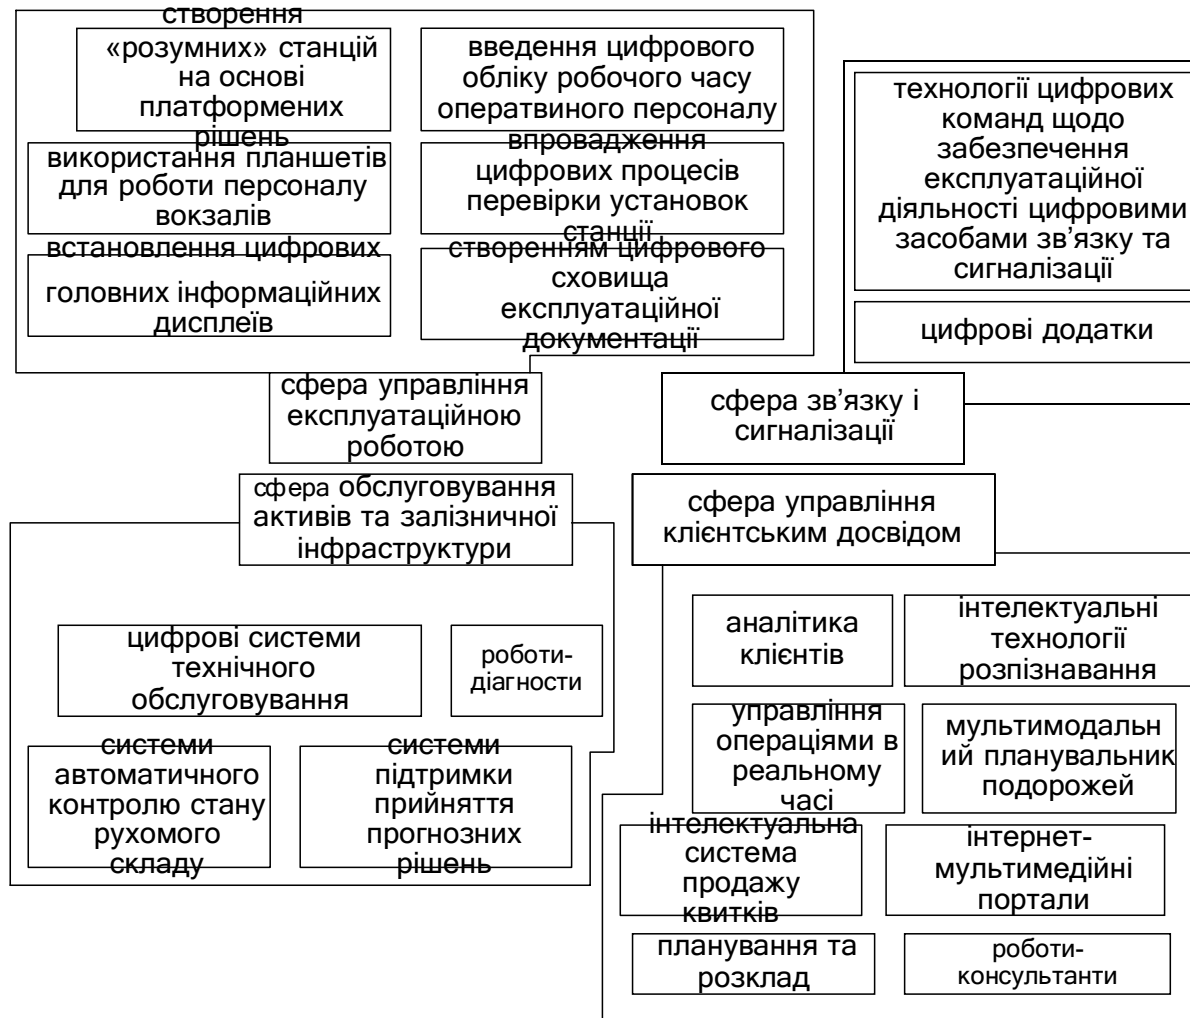 створення
«розумних» станцій
на основі
платформених
рішень
введення цифрового
обліку робочого часу
оператвиного персоналу
використання планшетів
для роботи персоналу
вокзалів
впровадження
цифрових процесів
перевірки установок
станції
встановлення цифрових
головних інформаційних
дисплеїв
створенням цифрового
сховища
експлуатаційної
документації
технології цифрових
команд щодо
забезпечення
експлуатаційної
діяльності цифровими
засобами зв’язку та
сигналізації
цифрові додатки
сфера управління
експлуатаційною
роботою
сфера зв’язку і
сигналізації
сфера обслуговування
активів та залізничної
інфраструктури
сфера управління
клієнтським досвідом
цифрові системи
технічного
обслуговування
роботи-
діагности
системи
автоматичного
контролю стану
рухомого
складу
системи
підтримки
прийняття
прогнозних
рішень
аналітика
клієнтів
інтелектуальні
технології
розпізнавання
управління
операціями в
реальному
часі
мультимодальн
ий планувальник
подорожей
інтелектуальна
система
продажу
квитків
інтернет-
мультимедійні
портали
планування та
розклад
роботи-
консультанти